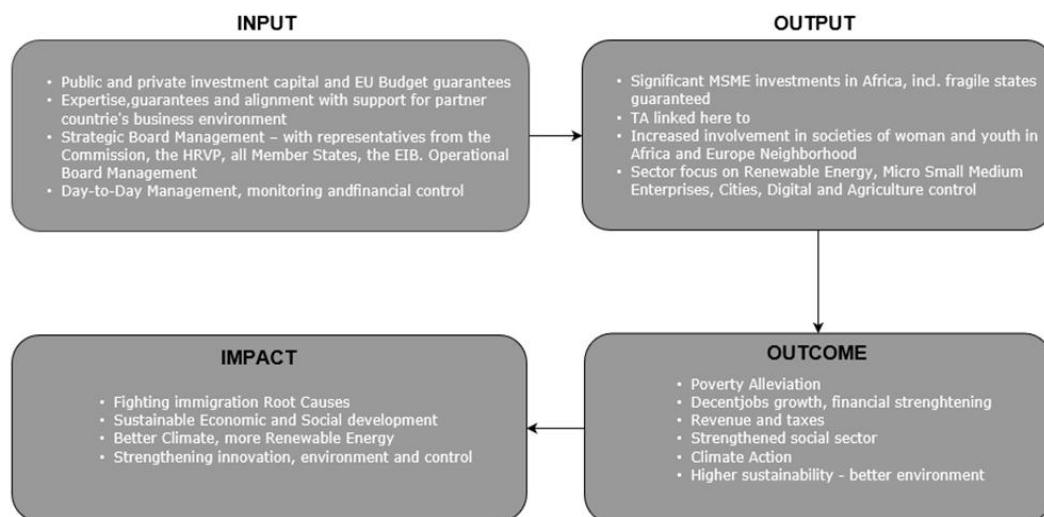 INPUT
• Public and private investment capital and EU Budget guarantees
• Expertise,guarantees and alignment with support for partner
countrie's business environment
• Strategic Board Management – with representatives from the
Commission, the HRVP, all Member States, the EIB. Operational
Board Management
• Day-to-Day Management, monitoring andfinancial control
OUTPUT
• Significant MSME investments in Africa, incl. fragile states
guaranteed
• TA linked here to
• Increased involvement in societies of woman and youth in
Africa and Europe Neighborhood
• Sector focus on Renewable Energy, Micro Small Medium
Enterprises, Cities, Digital and Agriculture control
OUTCOME
• Poverty Alleviation
• Decentjobs growth, financial strenghtening
• Revenue and taxes
• Strengthened social sector
• Climate Action
• Higher sustainability - better environment
IMPACT
• Fighting immigration Root Causes
• Sustainable Economic and Social development
• Better Climate, more Renewable Energy
• Strengthening innovation, environment and control